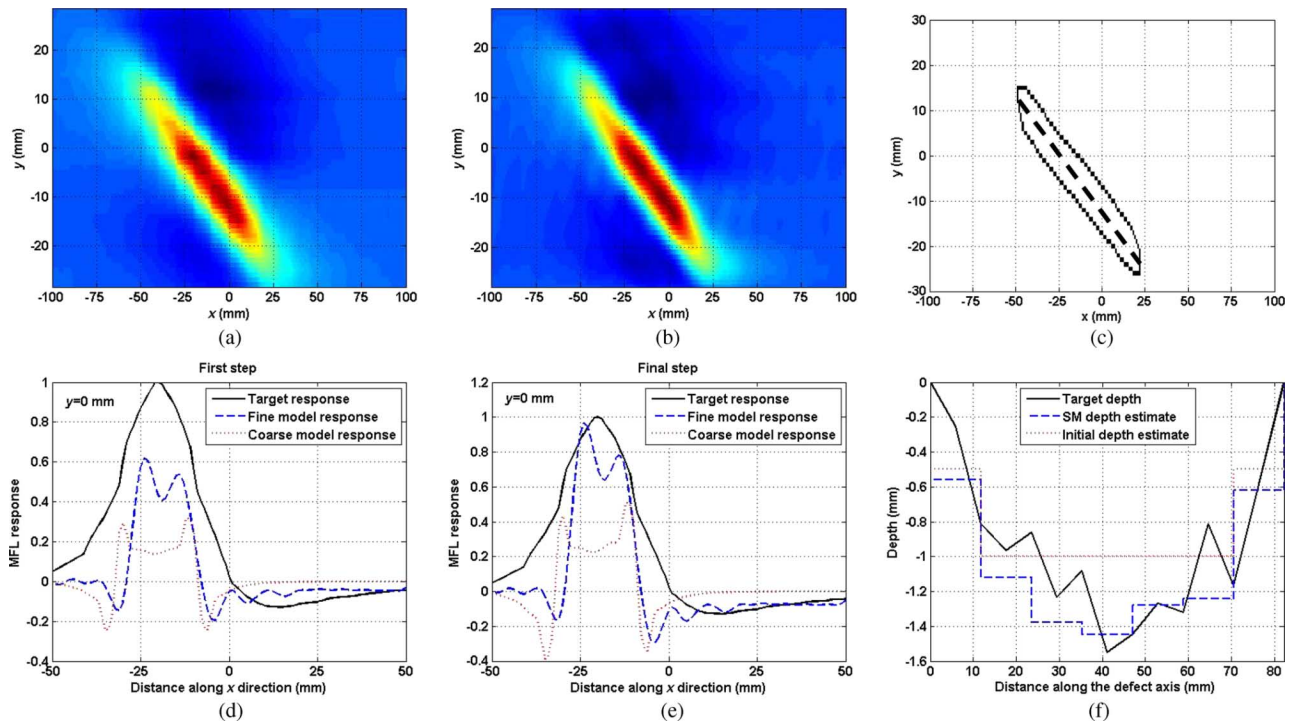 20
10
0
-10
-20
y (mm)
-100 -75 -50 -25 0 25 50 75 100
x (mm)
(a)
20
10
0
-10
-20
y (mm)
-100 -75 -50 -25 0 25 50 75 100
x (mm)
(b)
30
20
10
0
-10
-20
-30
y (mm)
-100 -75 -50 -25 0 25 50 75 100
x (mm)
(c)
First step
y=0 mm
Target response
Fine model response
Coarse model response
1
0.8
0.6
0.4
0.2
0
-0.2
-0.4
MFL response
-50 -25 0 25 50
Distance along x direction (mm)
(d)
Final step
y=0 mm
Target response
Fine model response
Coarse model response
1.2
1
0.8
0.6
0.4
0.2
0
-0.2
-0.4
MFL response
-50 -25 0 25 50
Distance along x direction (mm)
(e)
Target depth
SM depth estimate
Initial depth estimate
0
-0.2
-0.4
-0.6
-0.8
-1
-1.2
-1.4
-1.6
Depth (mm)
0 10 20 30 40 50 60 70 80
Distance along the defect axis (mm)
(f)